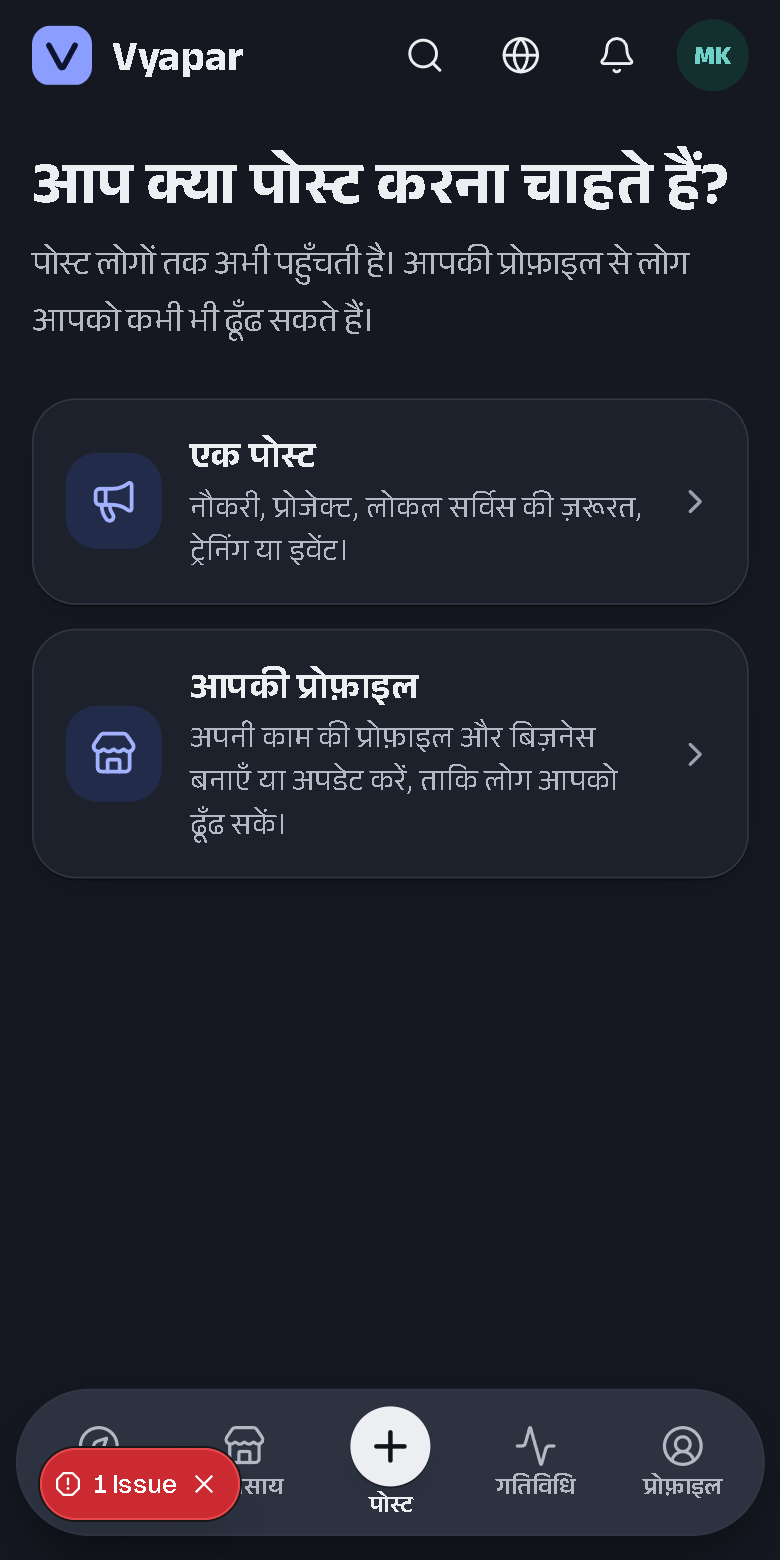 Vyapar
MK
आप क्या पोस्ट करना चाहते हैं?
पोस्ट लोगों तक अभी पहुँचती है। आपकी प्रोफ़ाइल से लोग
आपको कभी भी ढूँढ सकते हैं।
एक पोस्ट
नौकरी, प्रोजेक्ट, लोकल सर्विस की ज़रूरत,
ट्रेनिंग या इवेंट।
आपकी प्रोफ़ाइल
अपनी काम की प्रोफ़ाइल और बिज़नेस
बनाएँ या अपडेट करें, ताकि लोग आपको
ढूँढ सकें।
1 Issue
साय
पोस्ट
गतिविधि
प्रोफ़ाइल